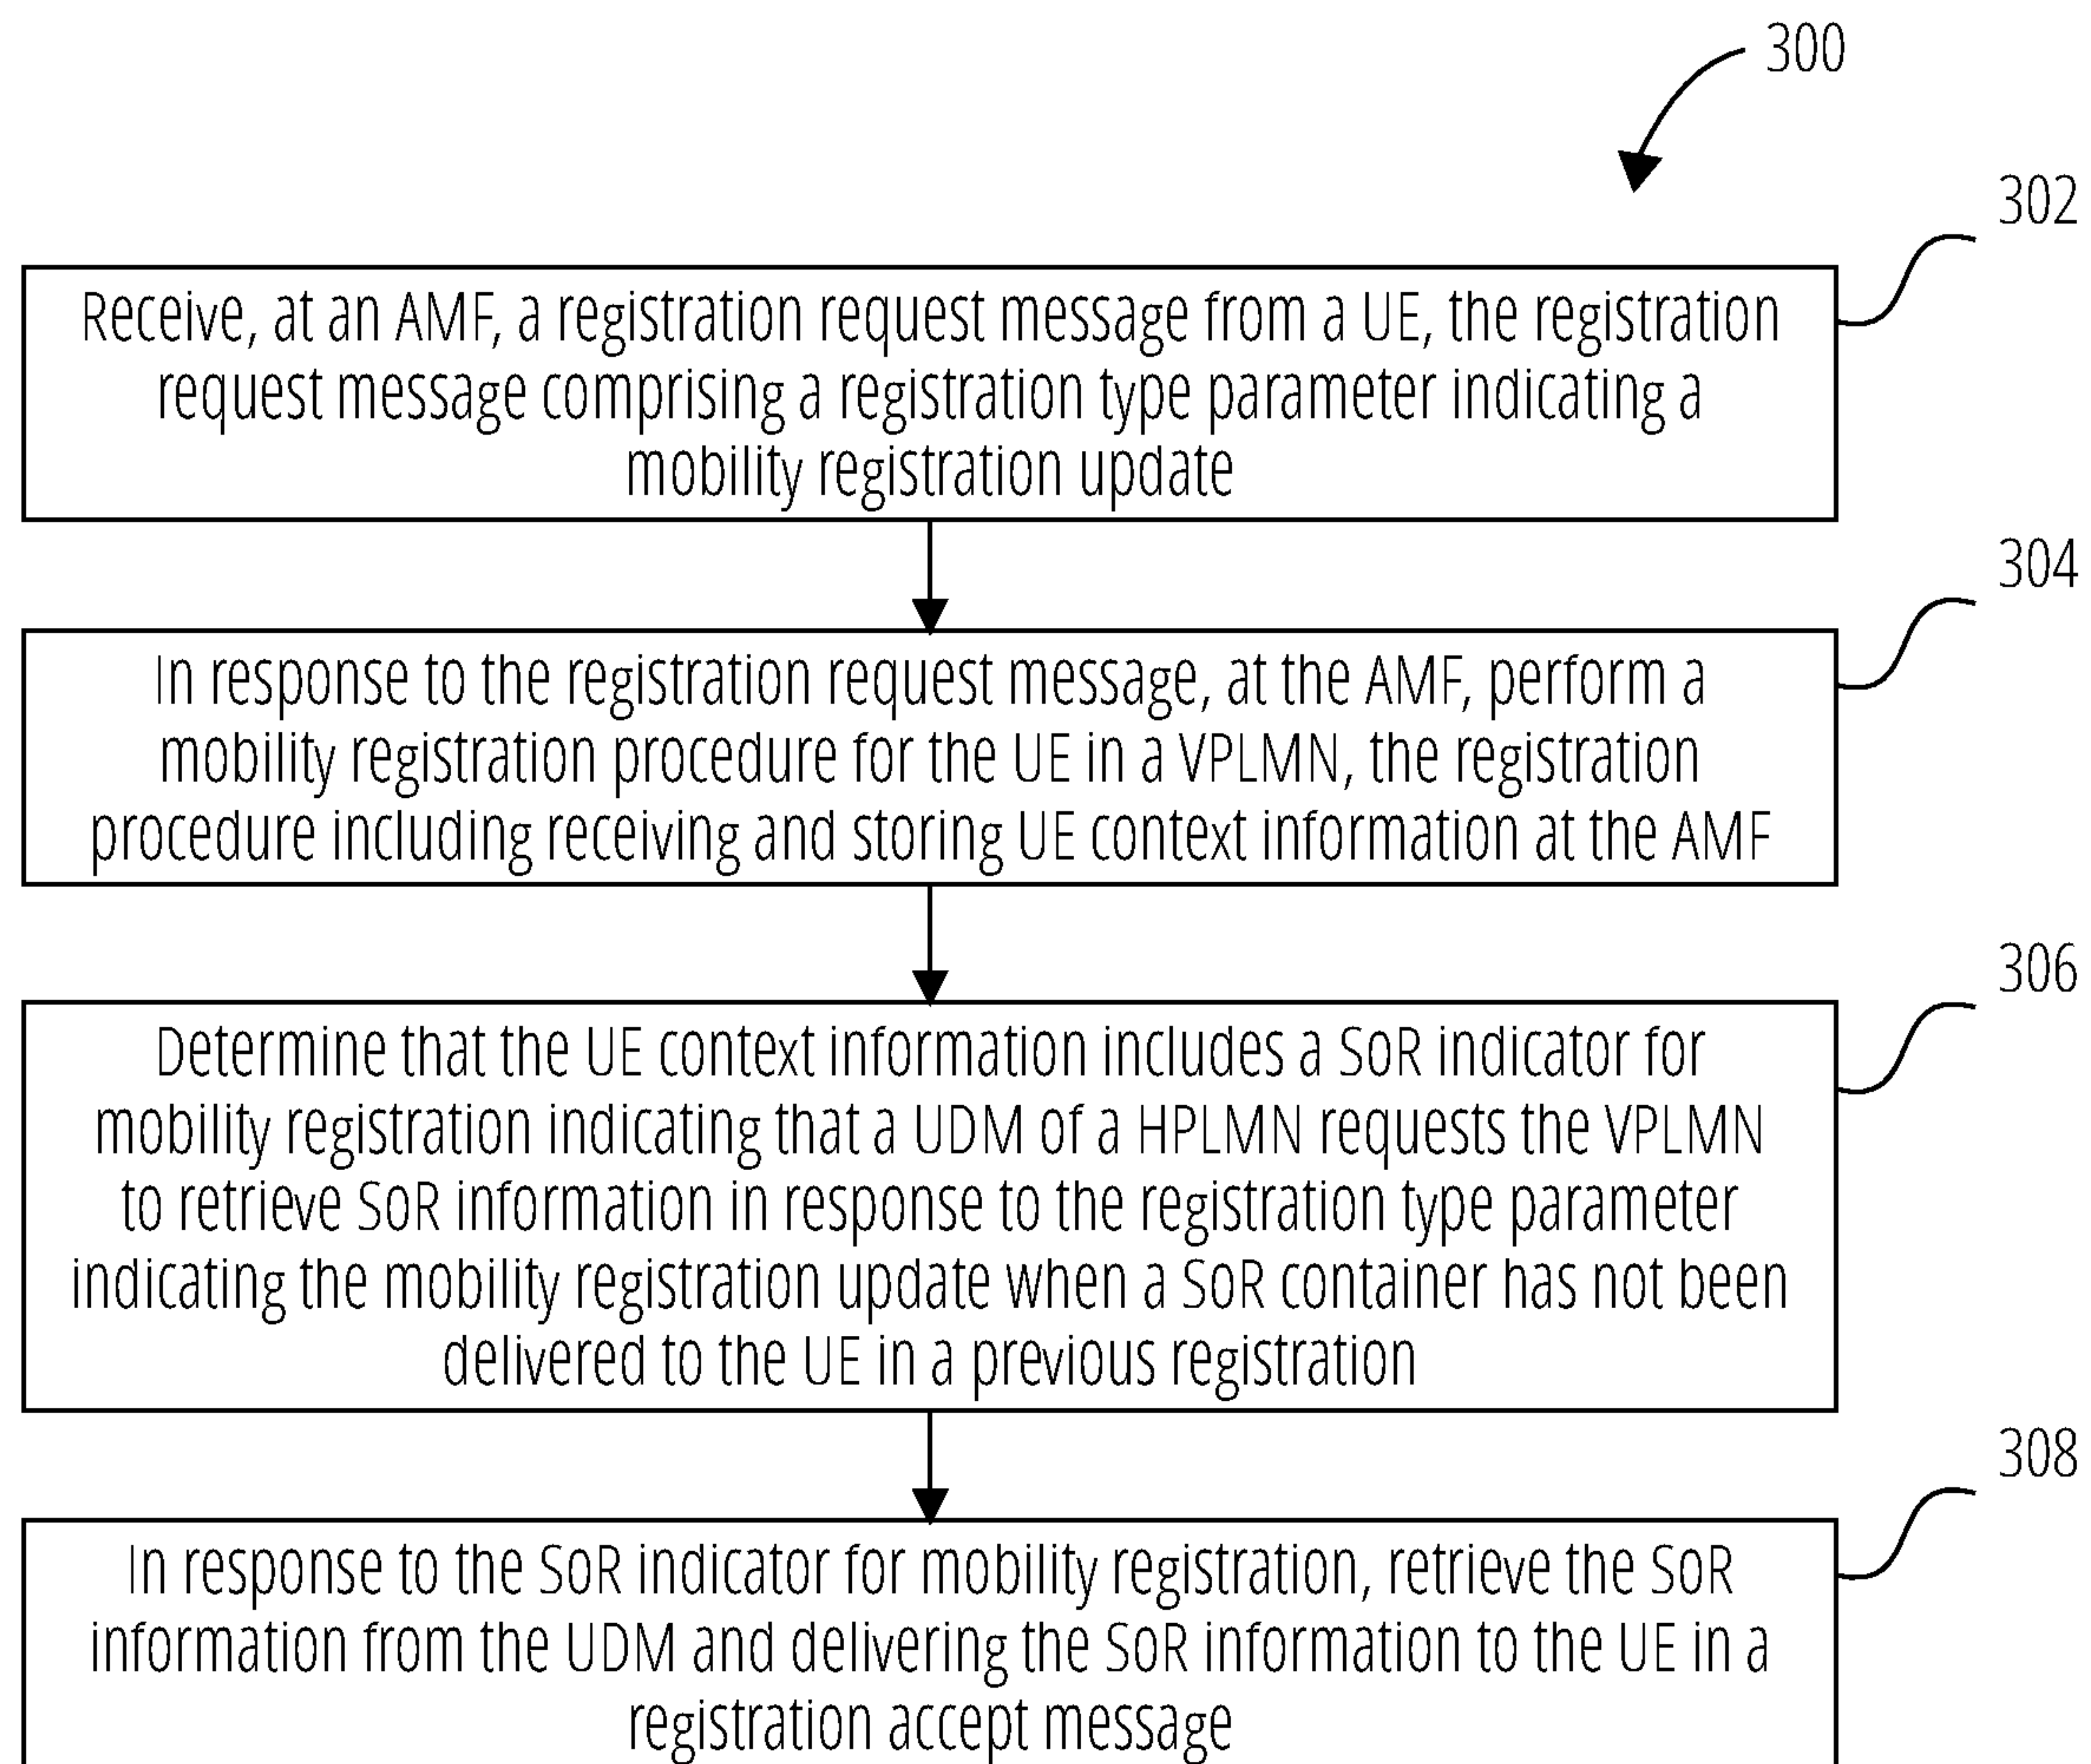 300
302
Receive, at an AMF, a registration request message from a UE, the registration
request message comprising a registration type parameter indicating a
mobility registration update
304
In response to the registration request message, at the AMF, perform a
mobility registration procedure for the UE in a VPLMN, the registration
procedure including receiving and storing UE context information at the AMF
306
Determine that the UE context information includes a SoR indicator for
mobility registration indicating that a UDM of a HPLMN requests the VPLMN
to retrieve SoR information in response to the registration type parameter
indicating the mobility registration update when a SoR container has not been
delivered to the UE in a previous registration
308
In response to the SoR indicator for mobility registration, retrieve the SoR
information from the UDM and delivering the SoR information to the UE in a
registration accept message